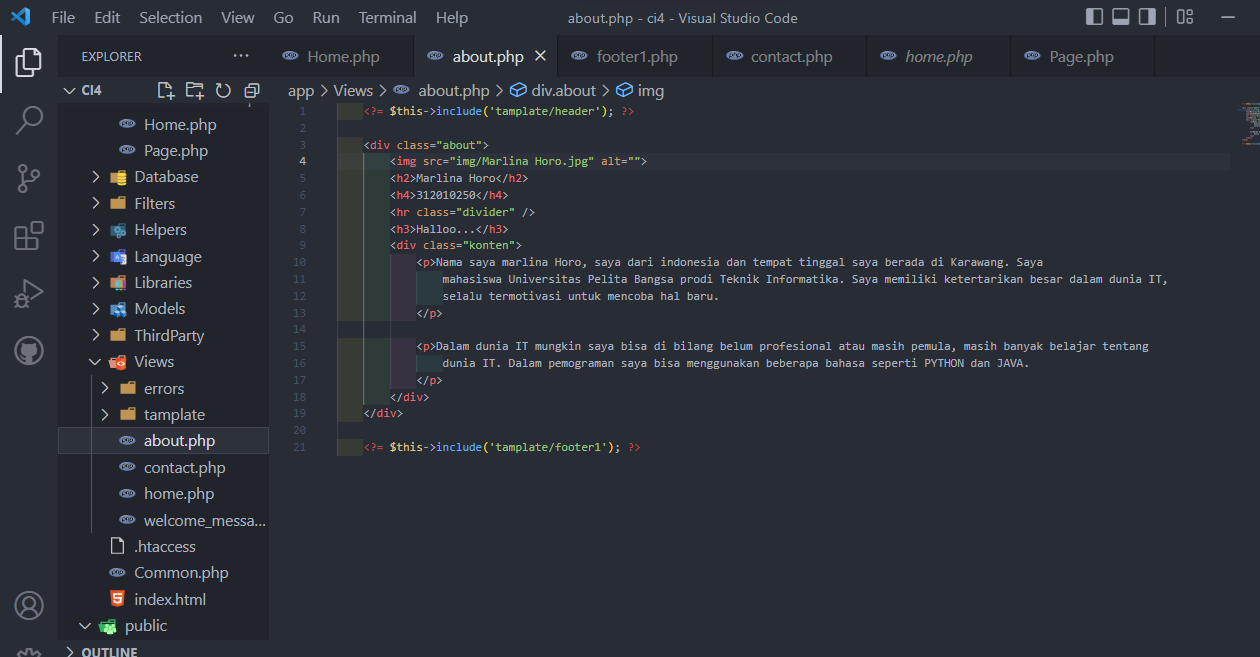 File Edit Selection View Go Run Terminal Help about.php - ci4 - Visual Studio Code
EXPLORER ... Home.php about.php footer1.php contact.php home.php Page.php
CI4
app > Views > about.php > div.about > img
Home.php
Page.php
Database
Filters
Helpers
Language
Libraries
Models
ThirdParty
Views
errors
tamplate
about.php
contact.php
home.php
welcome_messa...
.htaccess
Common.php
index.html
public
OUTLINE
1 <?= $this->include('tamplate/header'); ?>
2
3 <div class="about">
4 <img src="img/Marlina Horo.jpg" alt="">
5 <h2>Marlina Horo</h2>
6 <h4>312010250</h4>
7 <hr class="divider" />
8 <h3>Halloo...</h3>
9 <div class="konten">
10 <p>Nama saya marlina Horo, saya dari indonesia dan tempat tinggal saya berada di Karawang. Saya
11 mahasiswa Universitas Pelita Bangsa prodi Teknik Informatika. Saya memiliki ketertarikan besar dalam dunia IT,
12 selalu termotivasi untuk mencoba hal baru.
13 </p>
14
15 <p>Dalam dunia IT mungkin saya bisa di bilang belum profesional atau masih pemula, masih banyak belajar tentang
16 dunia IT. Dalam pemograman saya bisa menggunakan beberapa bahasa seperti PYTHON dan JAVA.
17 </p>
18 </div>
19 </div>
20
21 <?= $this->include('tamplate/footer1'); ?>